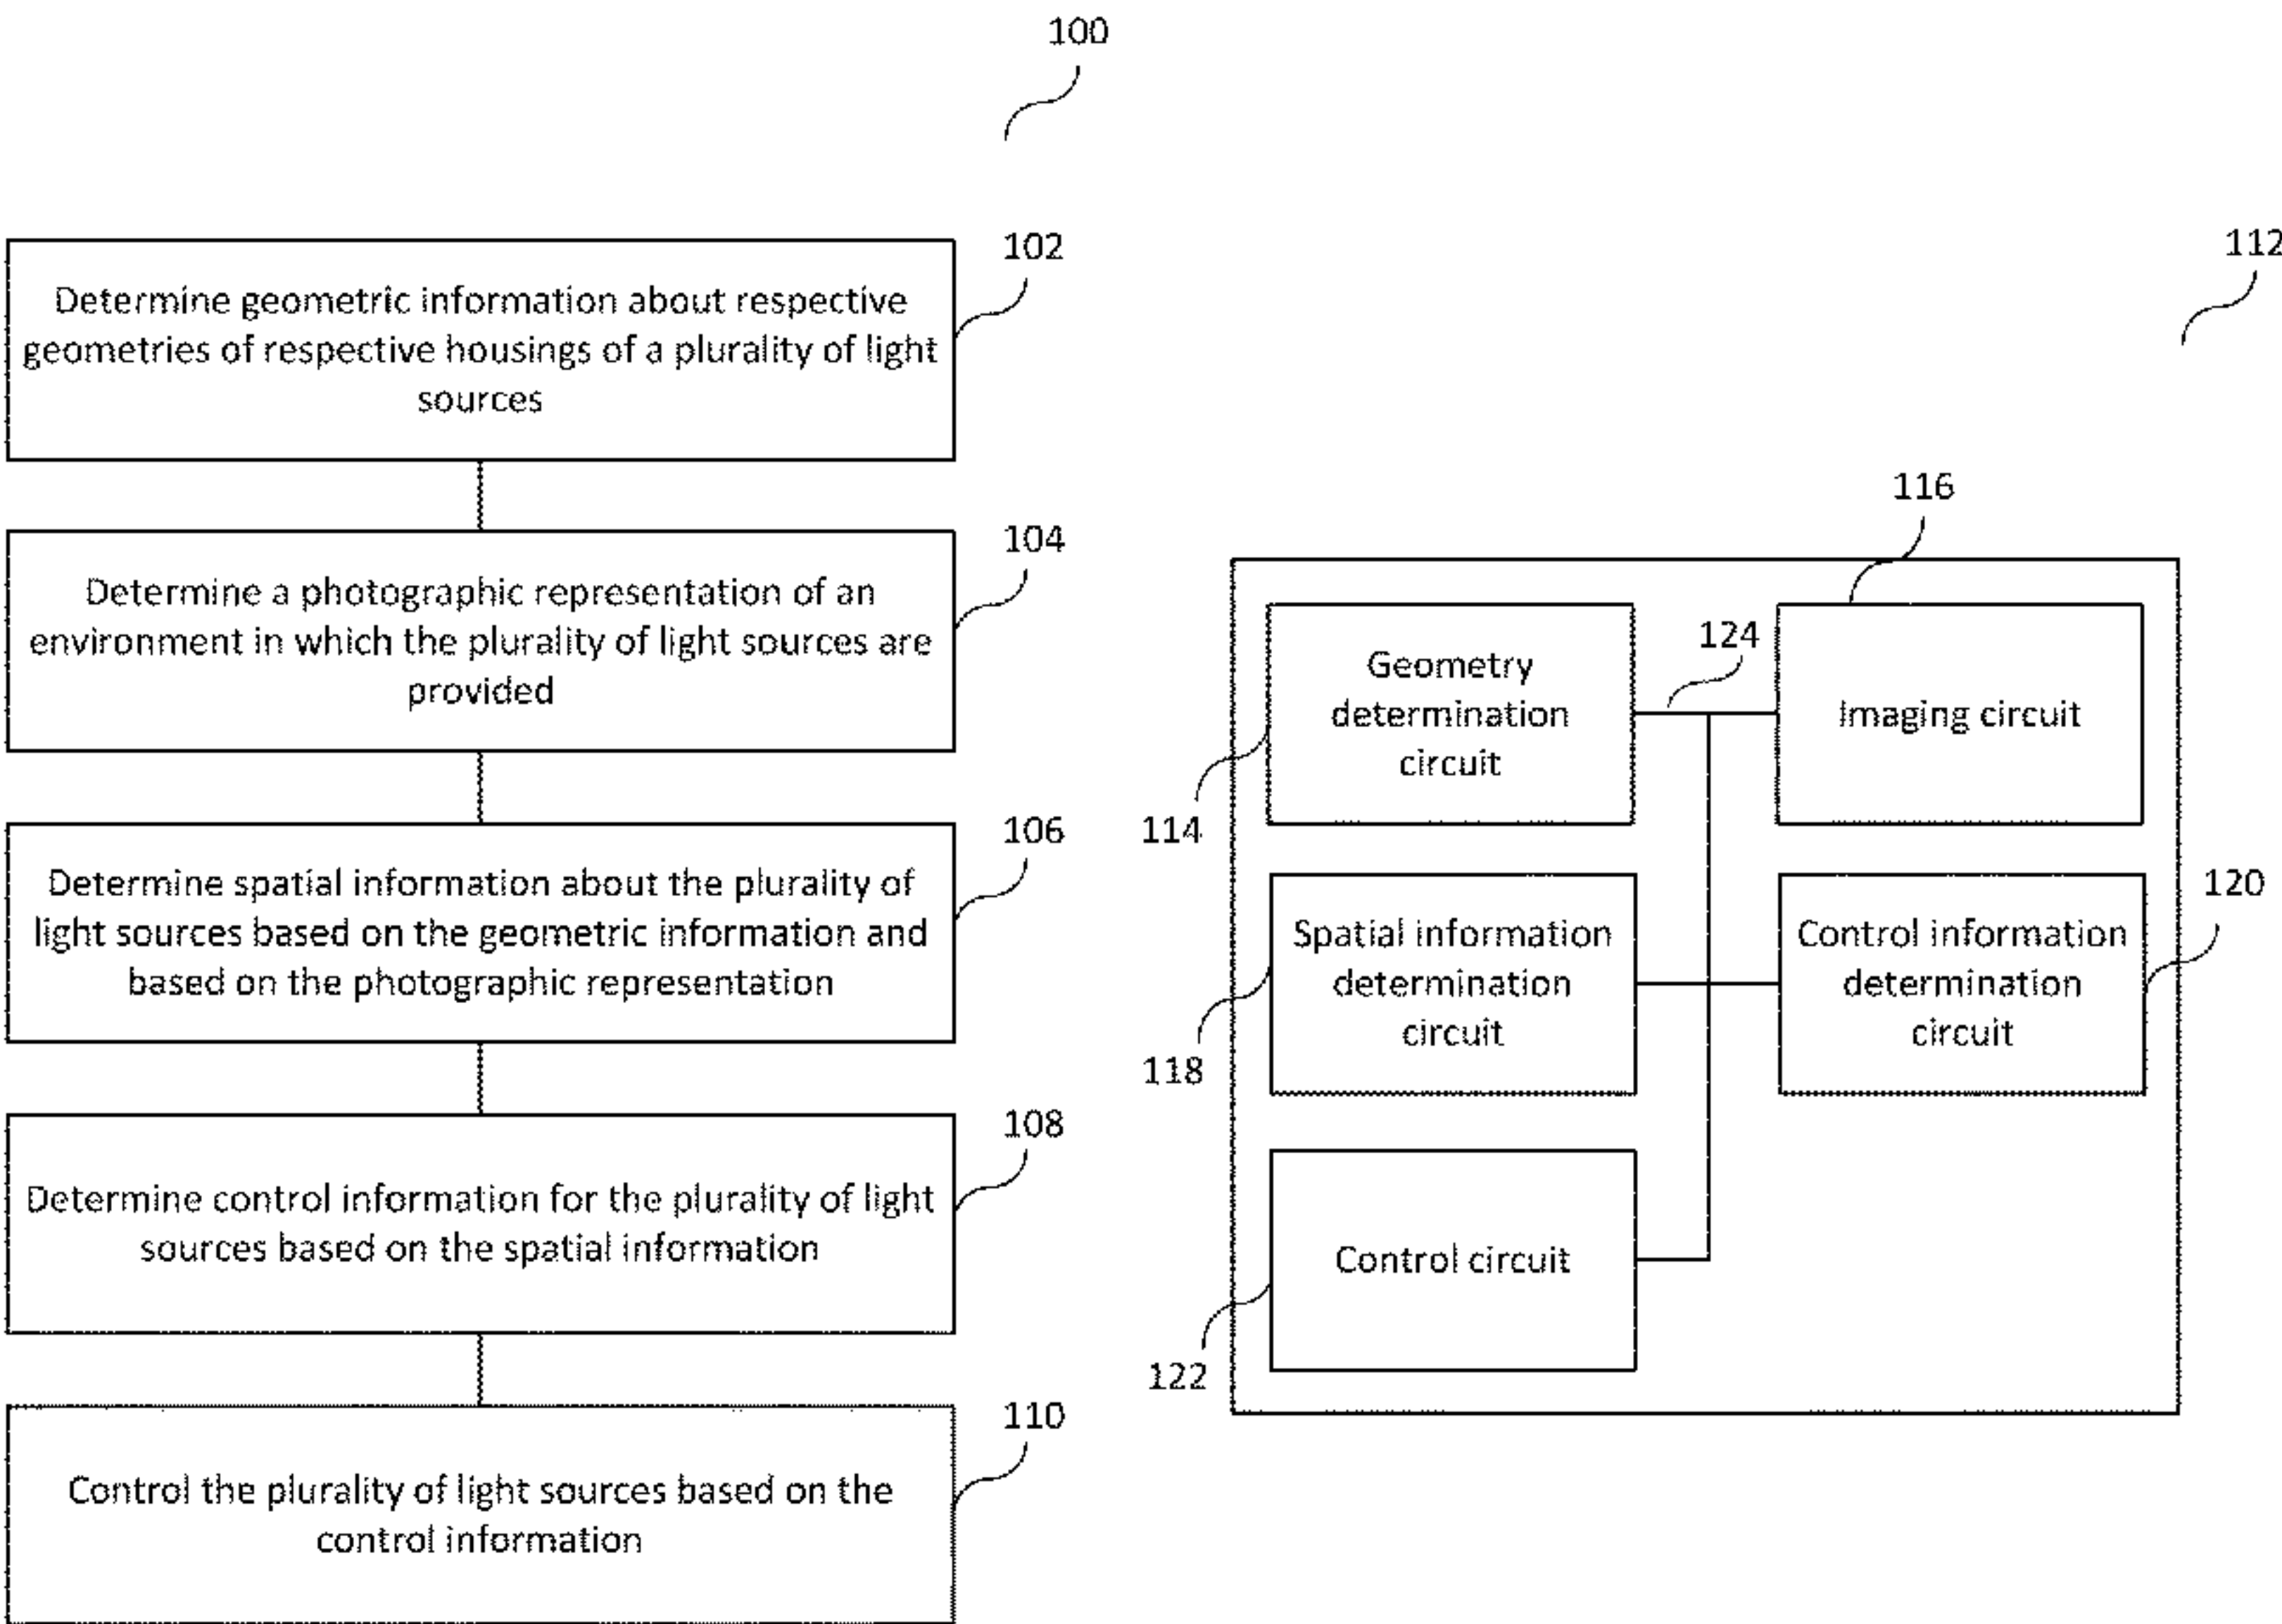 100
102
Determine geometric information about respective
geometries of respective housings of a plurality of light
sources
104
Determine a photographic representation of an
environment in which the plurality of light sources are
provided
106
Determine spatial information about the plurality of
light sources based on the geometric information and
based on the photographic representation
108
Determine control information for the plurality of light
sources based on the spatial information
110
Control the plurality of light sources based on the
control information
112
116
124
Geometry
determination
circuit
Imaging circuit
114
120
Spatial information
determination
circuit
Control information
determination
circuit
118
Control circuit
122